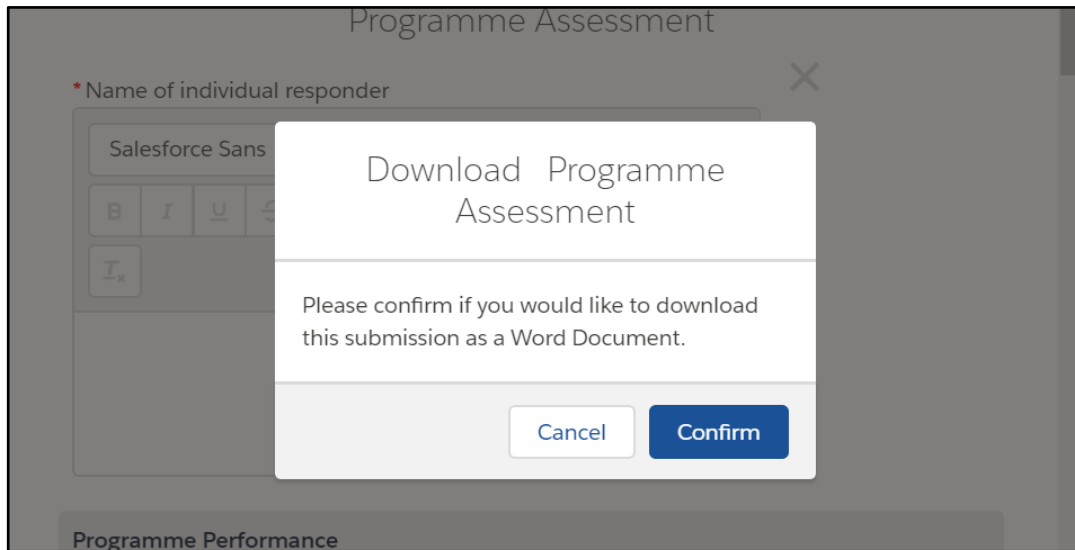 Programme Assessment
* Name of individual responder
Salesforce Sans
B I U S
Tx
Download Programme
Assessment
Please confirm if you would like to download
this submission as a Word Document.
Cancel Confirm
Programme Performance